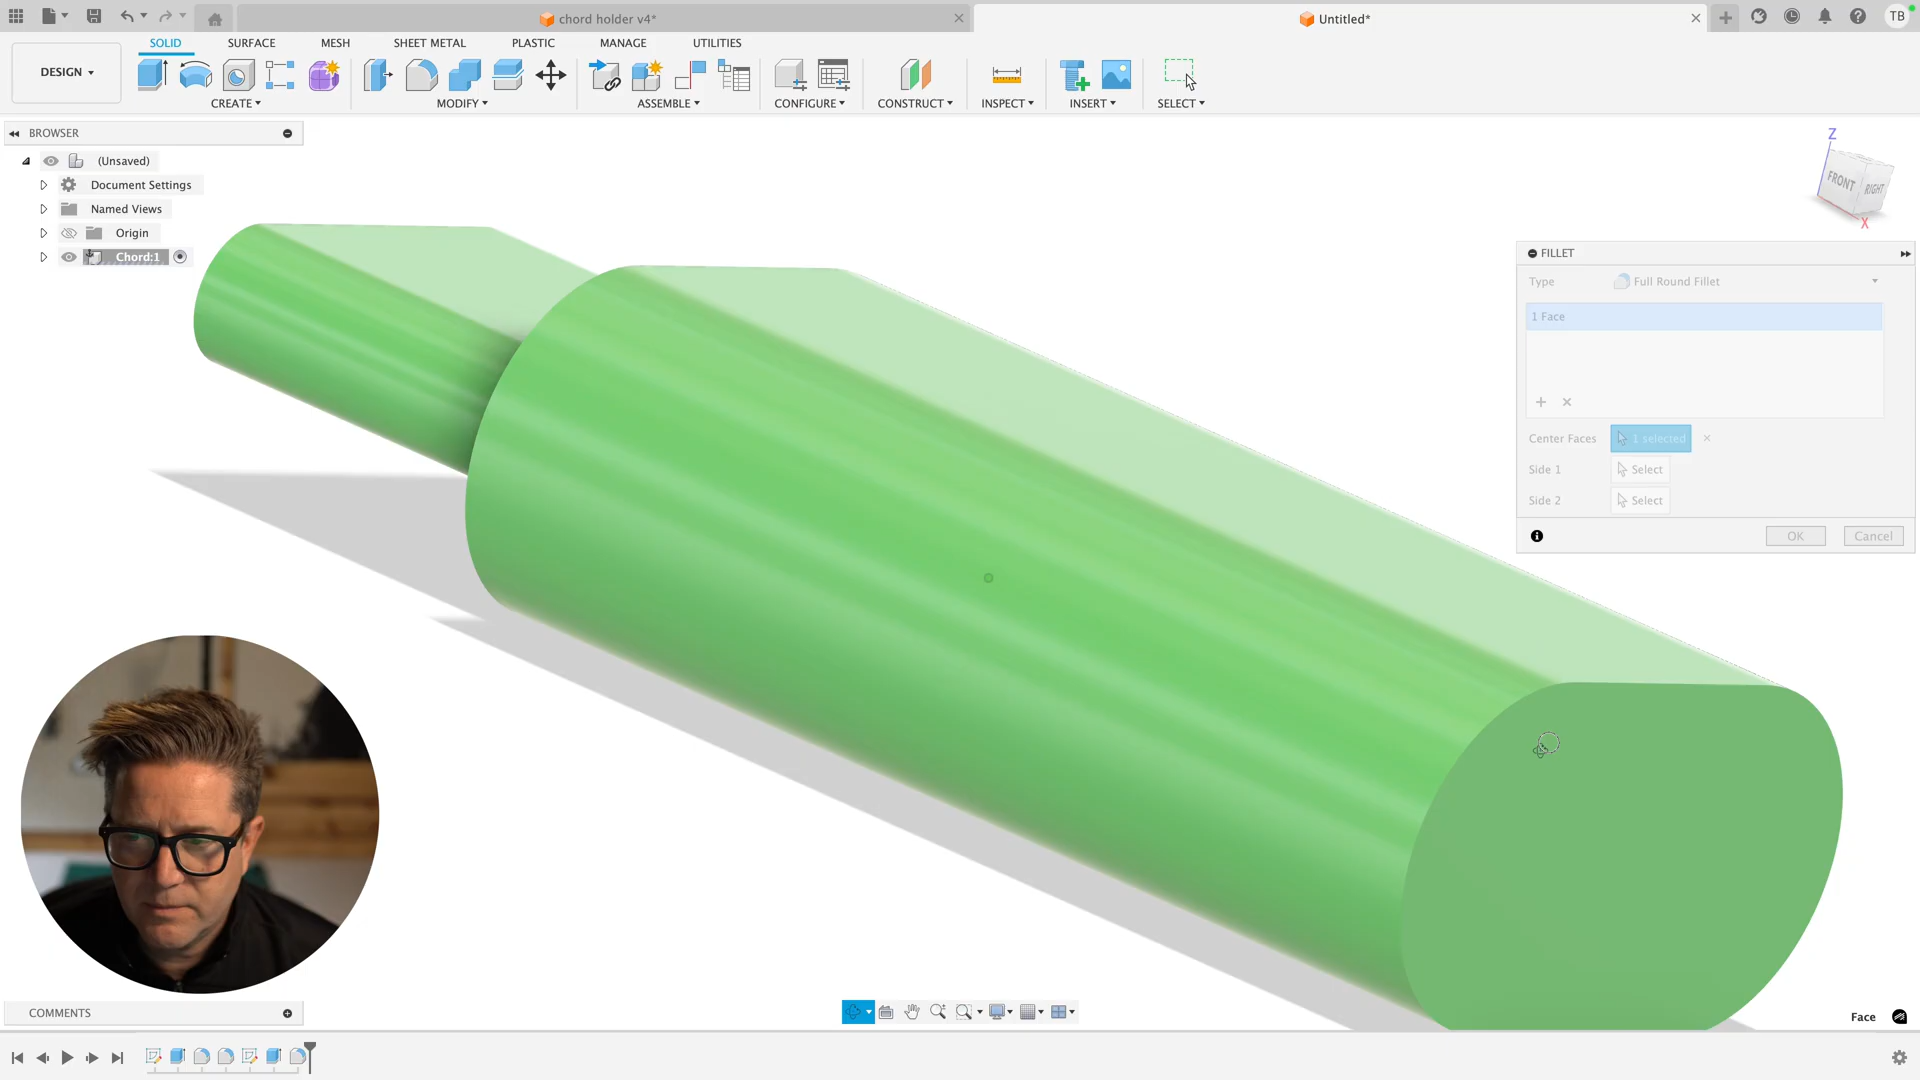 chord holder v4*
Untitled*
TB
DESIGN
SOLID
SURFACE
MESH
SHEET METAL
PLASTIC
MANAGE
UTILITIES
CREATE
MODIFY
ASSEMBLE
CONFIGURE
CONSTRUCT
INSPECT
INSERT
SELECT
BROWSER
(Unsaved)
Document Settings
Named Views
Origin
Chord:1
Z
FRONT
RIGHT
X
FILLET
Type
Full Round Fillet
1 Face
Center Faces
1 selected
Side 1
Select
Side 2
Select
OK
Cancel
COMMENTS
Face